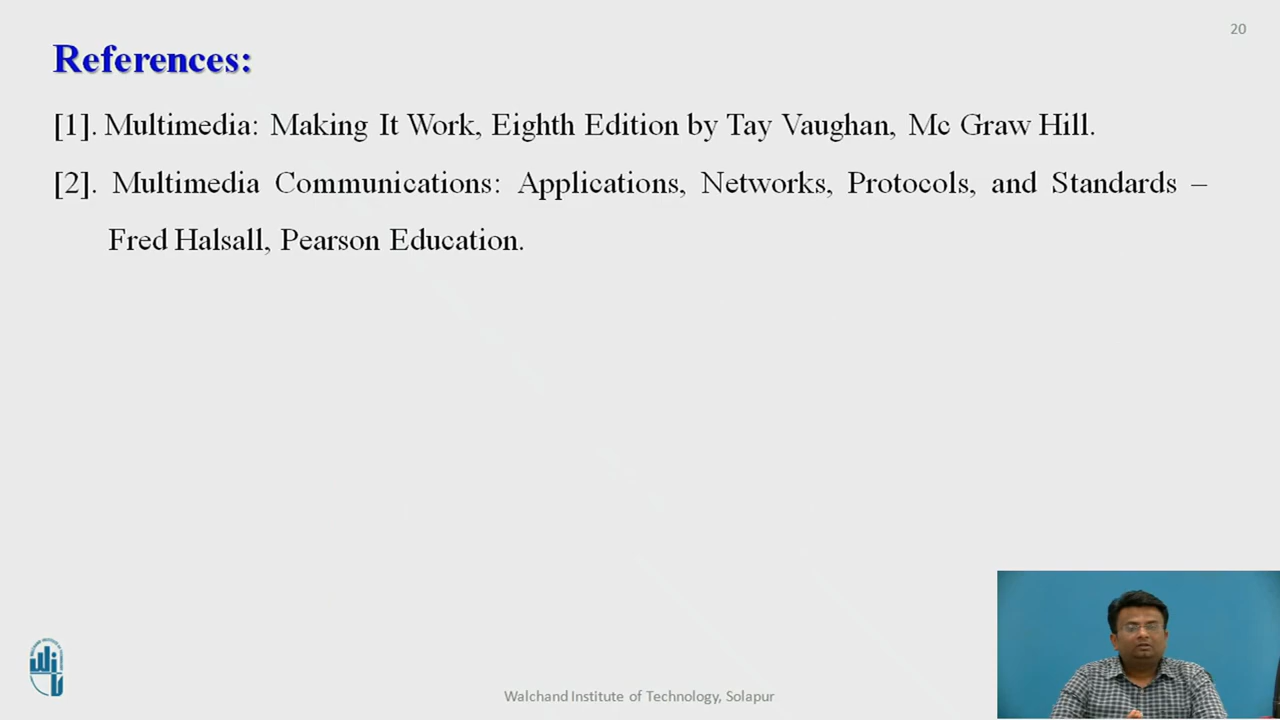 20
References:
[1]. Multimedia: Making It Work, Eighth Edition by Tay Vaughan, Mc Graw Hill.
[2]. Multimedia Communications: Applications, Networks, Protocols, and Standards –
Fred Halsall, Pearson Education.
Walchand Institute of Technology, Solapur